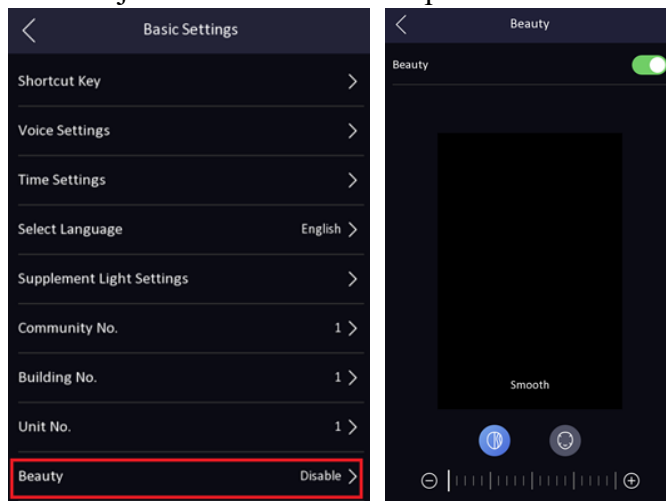 Basic Settings
Shortcut Key
Voice Settings
Time Settings
Select Language English
Supplement Light Settings
Community No. 1
Building No. 1
Unit No. 1
Beauty Disable
Beauty
Beauty
Smooth